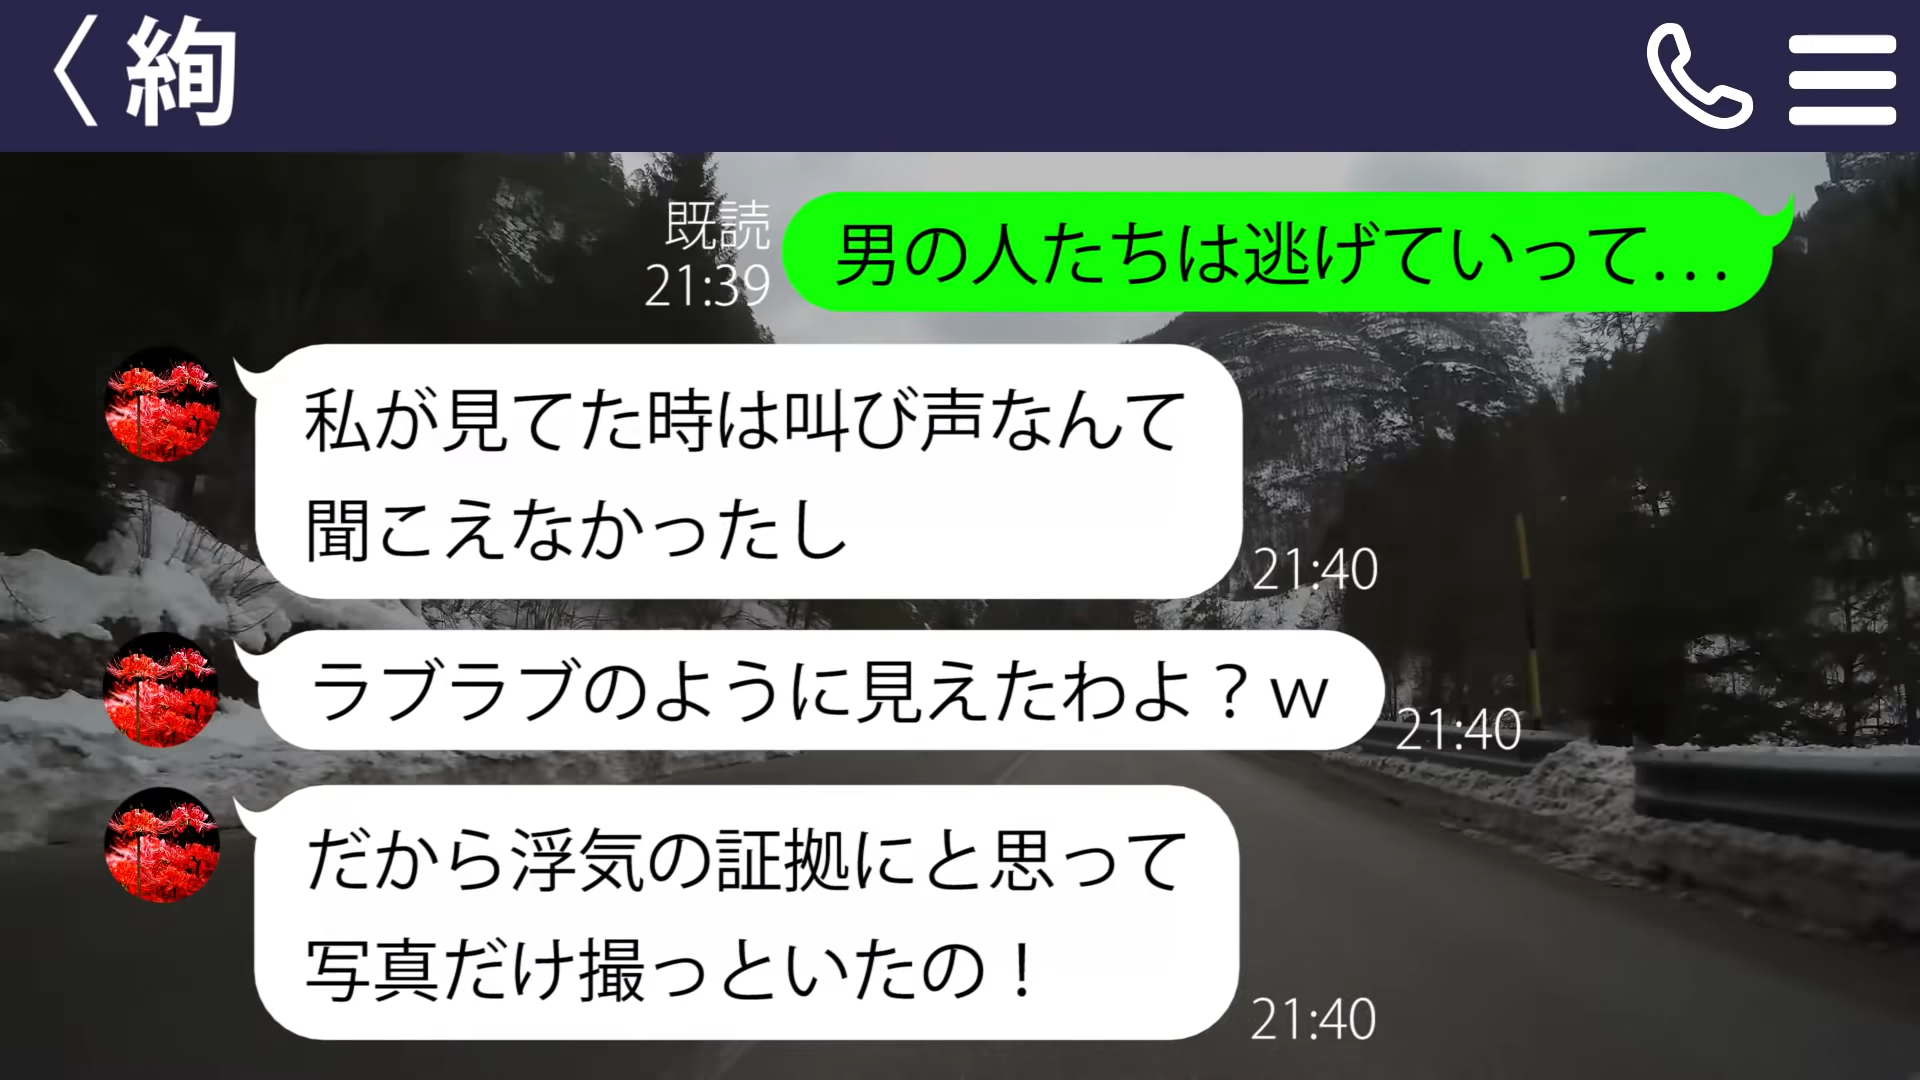 絢
男の人たちは逃げていって...
既読
21:39
私が見てた時は叫び声なんて
聞こえなかったし
21:40
ラブラブのように見えたわよ？w
21:40
だから浮気の証拠にと思って
写真だけ撮っといたの！
21:40